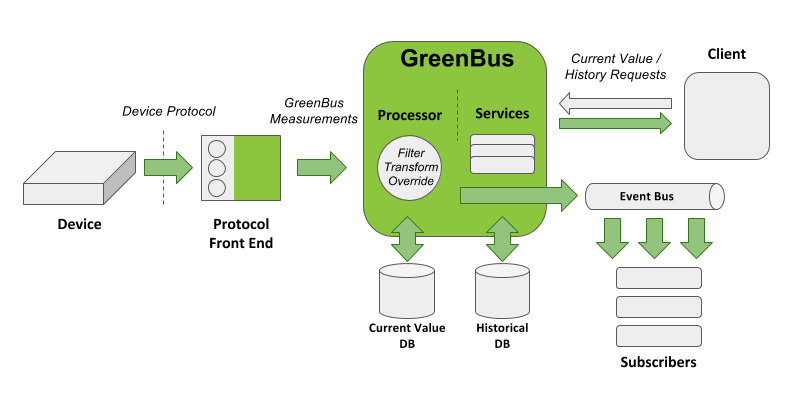 GreenBus
Current Value /
History Requests
Client
Device Protocol
GreenBus
Measurements
Processor
Services
Filter
Transform
Override
Device
Protocol
Front End
Event Bus
Current Value
DB
Historical
DB
Subscribers